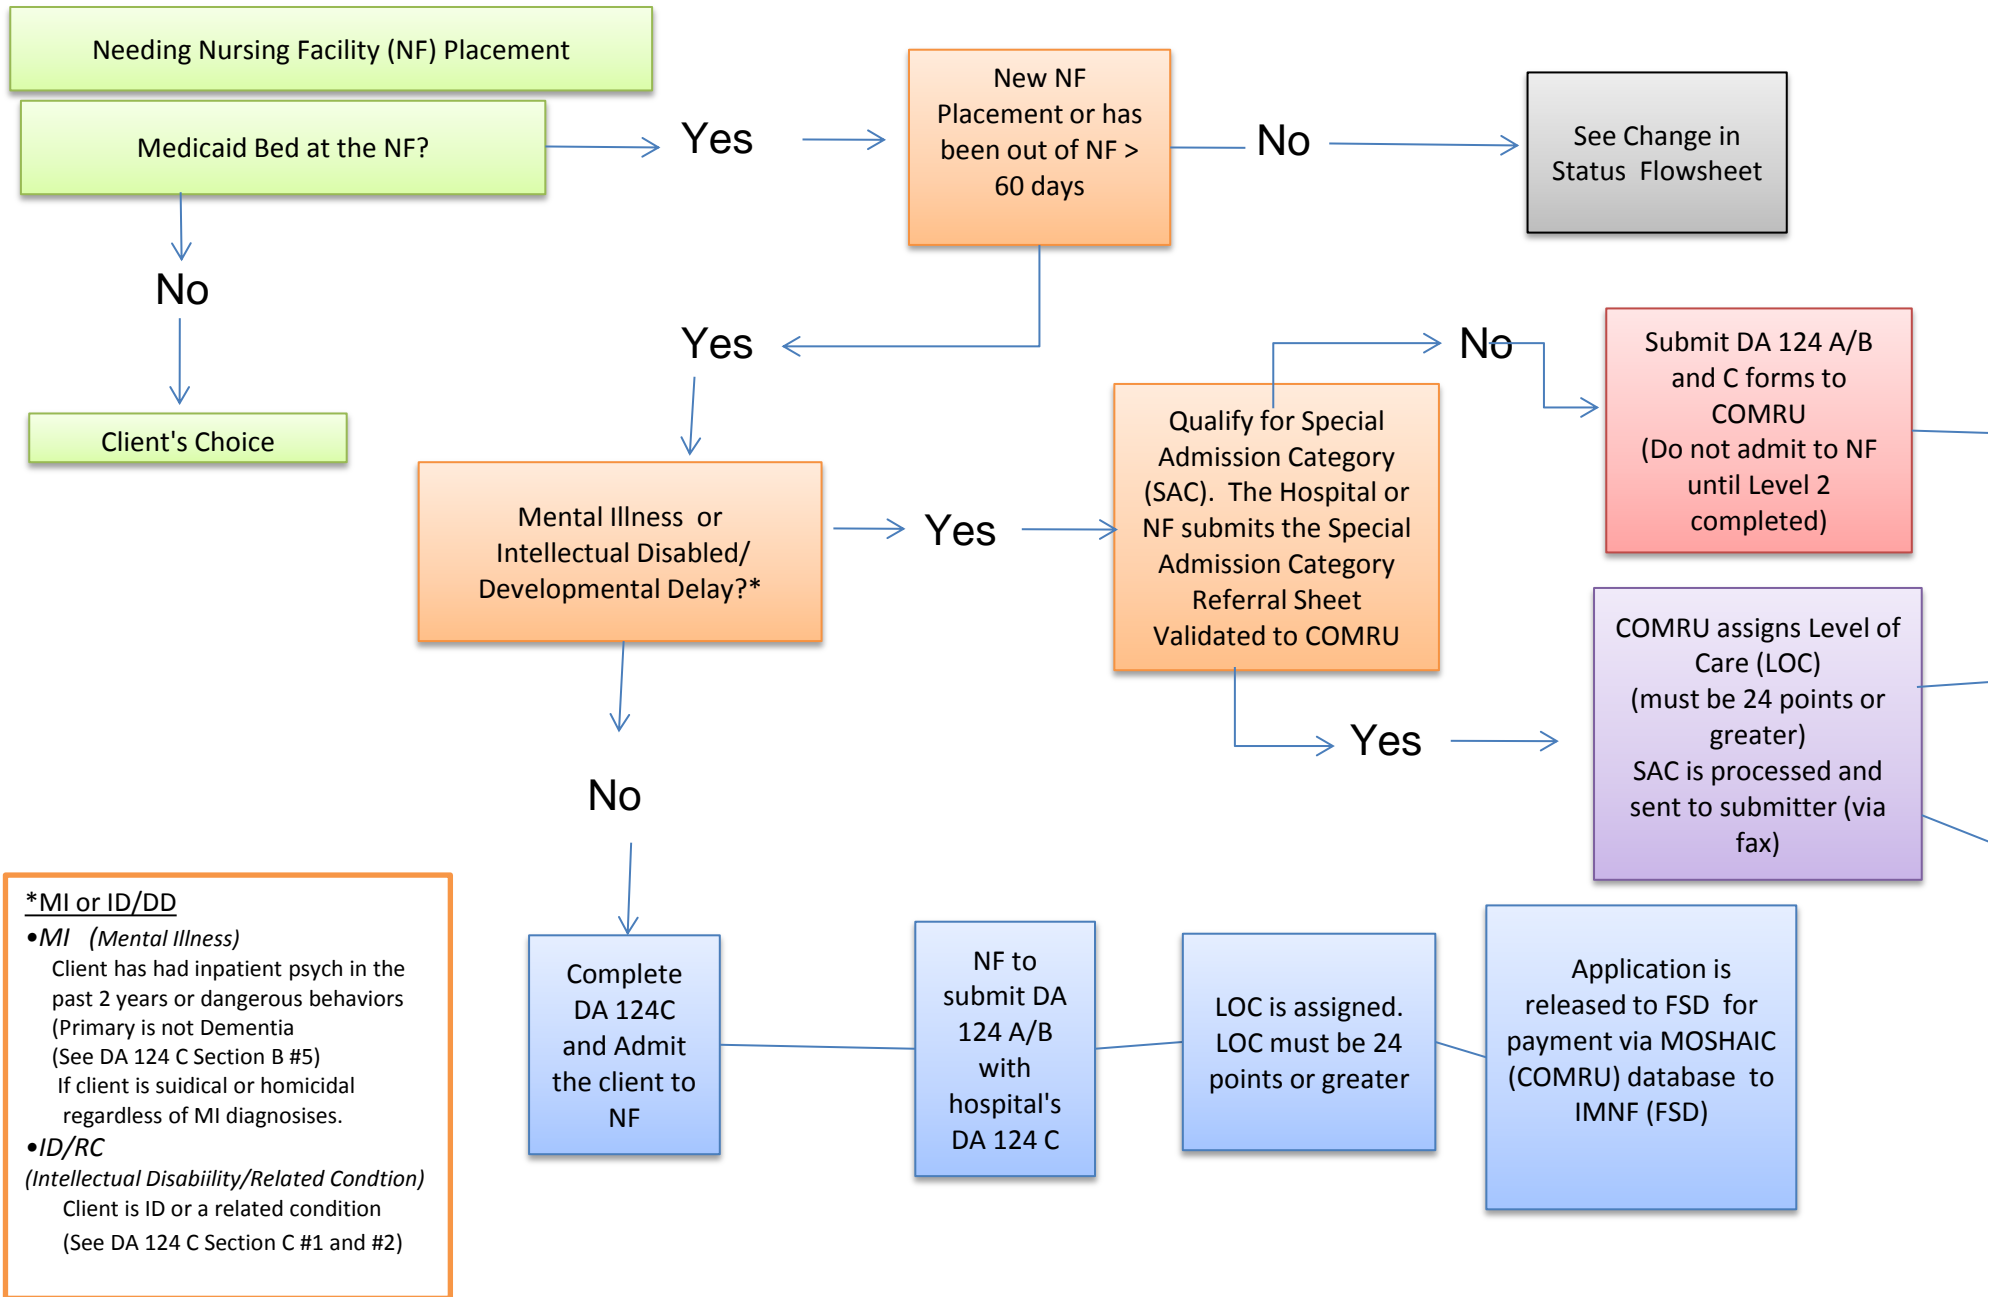 Needing Nursing Facility (NF) Placement
Medicaid Bed at the NF?
Yes
New NF
Placement or has
been out of NF >
60 days
No
See Change in
Status Flowsheet
No
Client's Choice
Yes
Mental Illness or
Intellectual Disabled/
Developmental Delay?*
Yes
Qualify for Special
Admission Category
(SAC). The Hospital or
NF submits the Special
Admission Category
Referral Sheet
Validated to COMRU
No
Submit DA 124 A/B
and C forms to
COMRU
(Do not admit to NF
until Level 2
completed)
Yes
COMRU assigns Level of
Care (LOC)
(must be 24 points or
greater)
SAC is processed and
sent to submitter (via
fax)
No
Complete
DA 124C
and Admit
the client to
NF
NF to
submit DA
124 A/B
with
hospital's
DA 124 C
LOC is assigned.
LOC must be 24
points or greater
Application is
released to FSD for
payment via MOSHAIC
(COMRU) database to
IMNF (FSD)
*MI or ID/DD
•MI (Mental Illness)
Client has had inpatient psych in the
past 2 years or dangerous behaviors
(Primary is not Dementia
(See DA 124 C Section B #5)
If client is suidical or homicidal
regardless of MI diagnosises.
•ID/RC
(Intellectual Disabiility/Related Condtion)
Client is ID or a related condition
(See DA 124 C Section C #1 and #2)